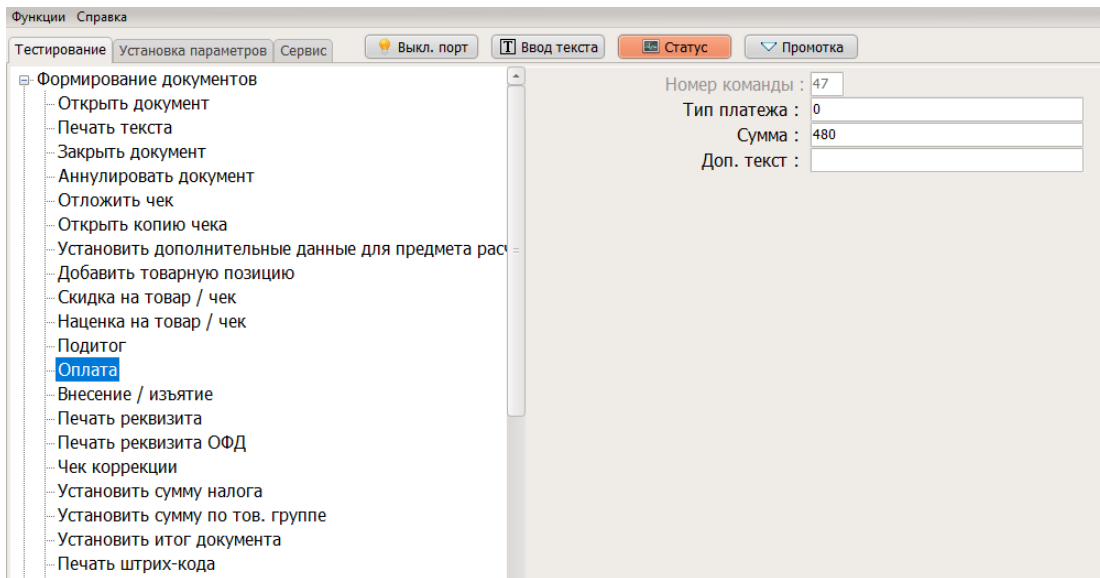 Функции Справка
Тестирование Установка параметров Сервис Выкл. порт Ввод текста Статус Промотка
Формирование документов
Открыть документ
Печать текста
Закрыть документ
Аннулировать документ
Отложить чек
Открыть копию чека
Установить дополнительные данные для предмета рас
Добавить товарную позицию
Скидка на товар / чек
Наценка на товар / чек
Подитог
Оплата
Внесение / изъятие
Печать реквизита
Печать реквизита ОФД
Чек коррекции
Установить сумму налога
Установить сумму по тов. группе
Установить итог документа
Печать штрих-кода
Номер команды : 47
Тип платежа : 0
Сумма : 480
Доп. текст :